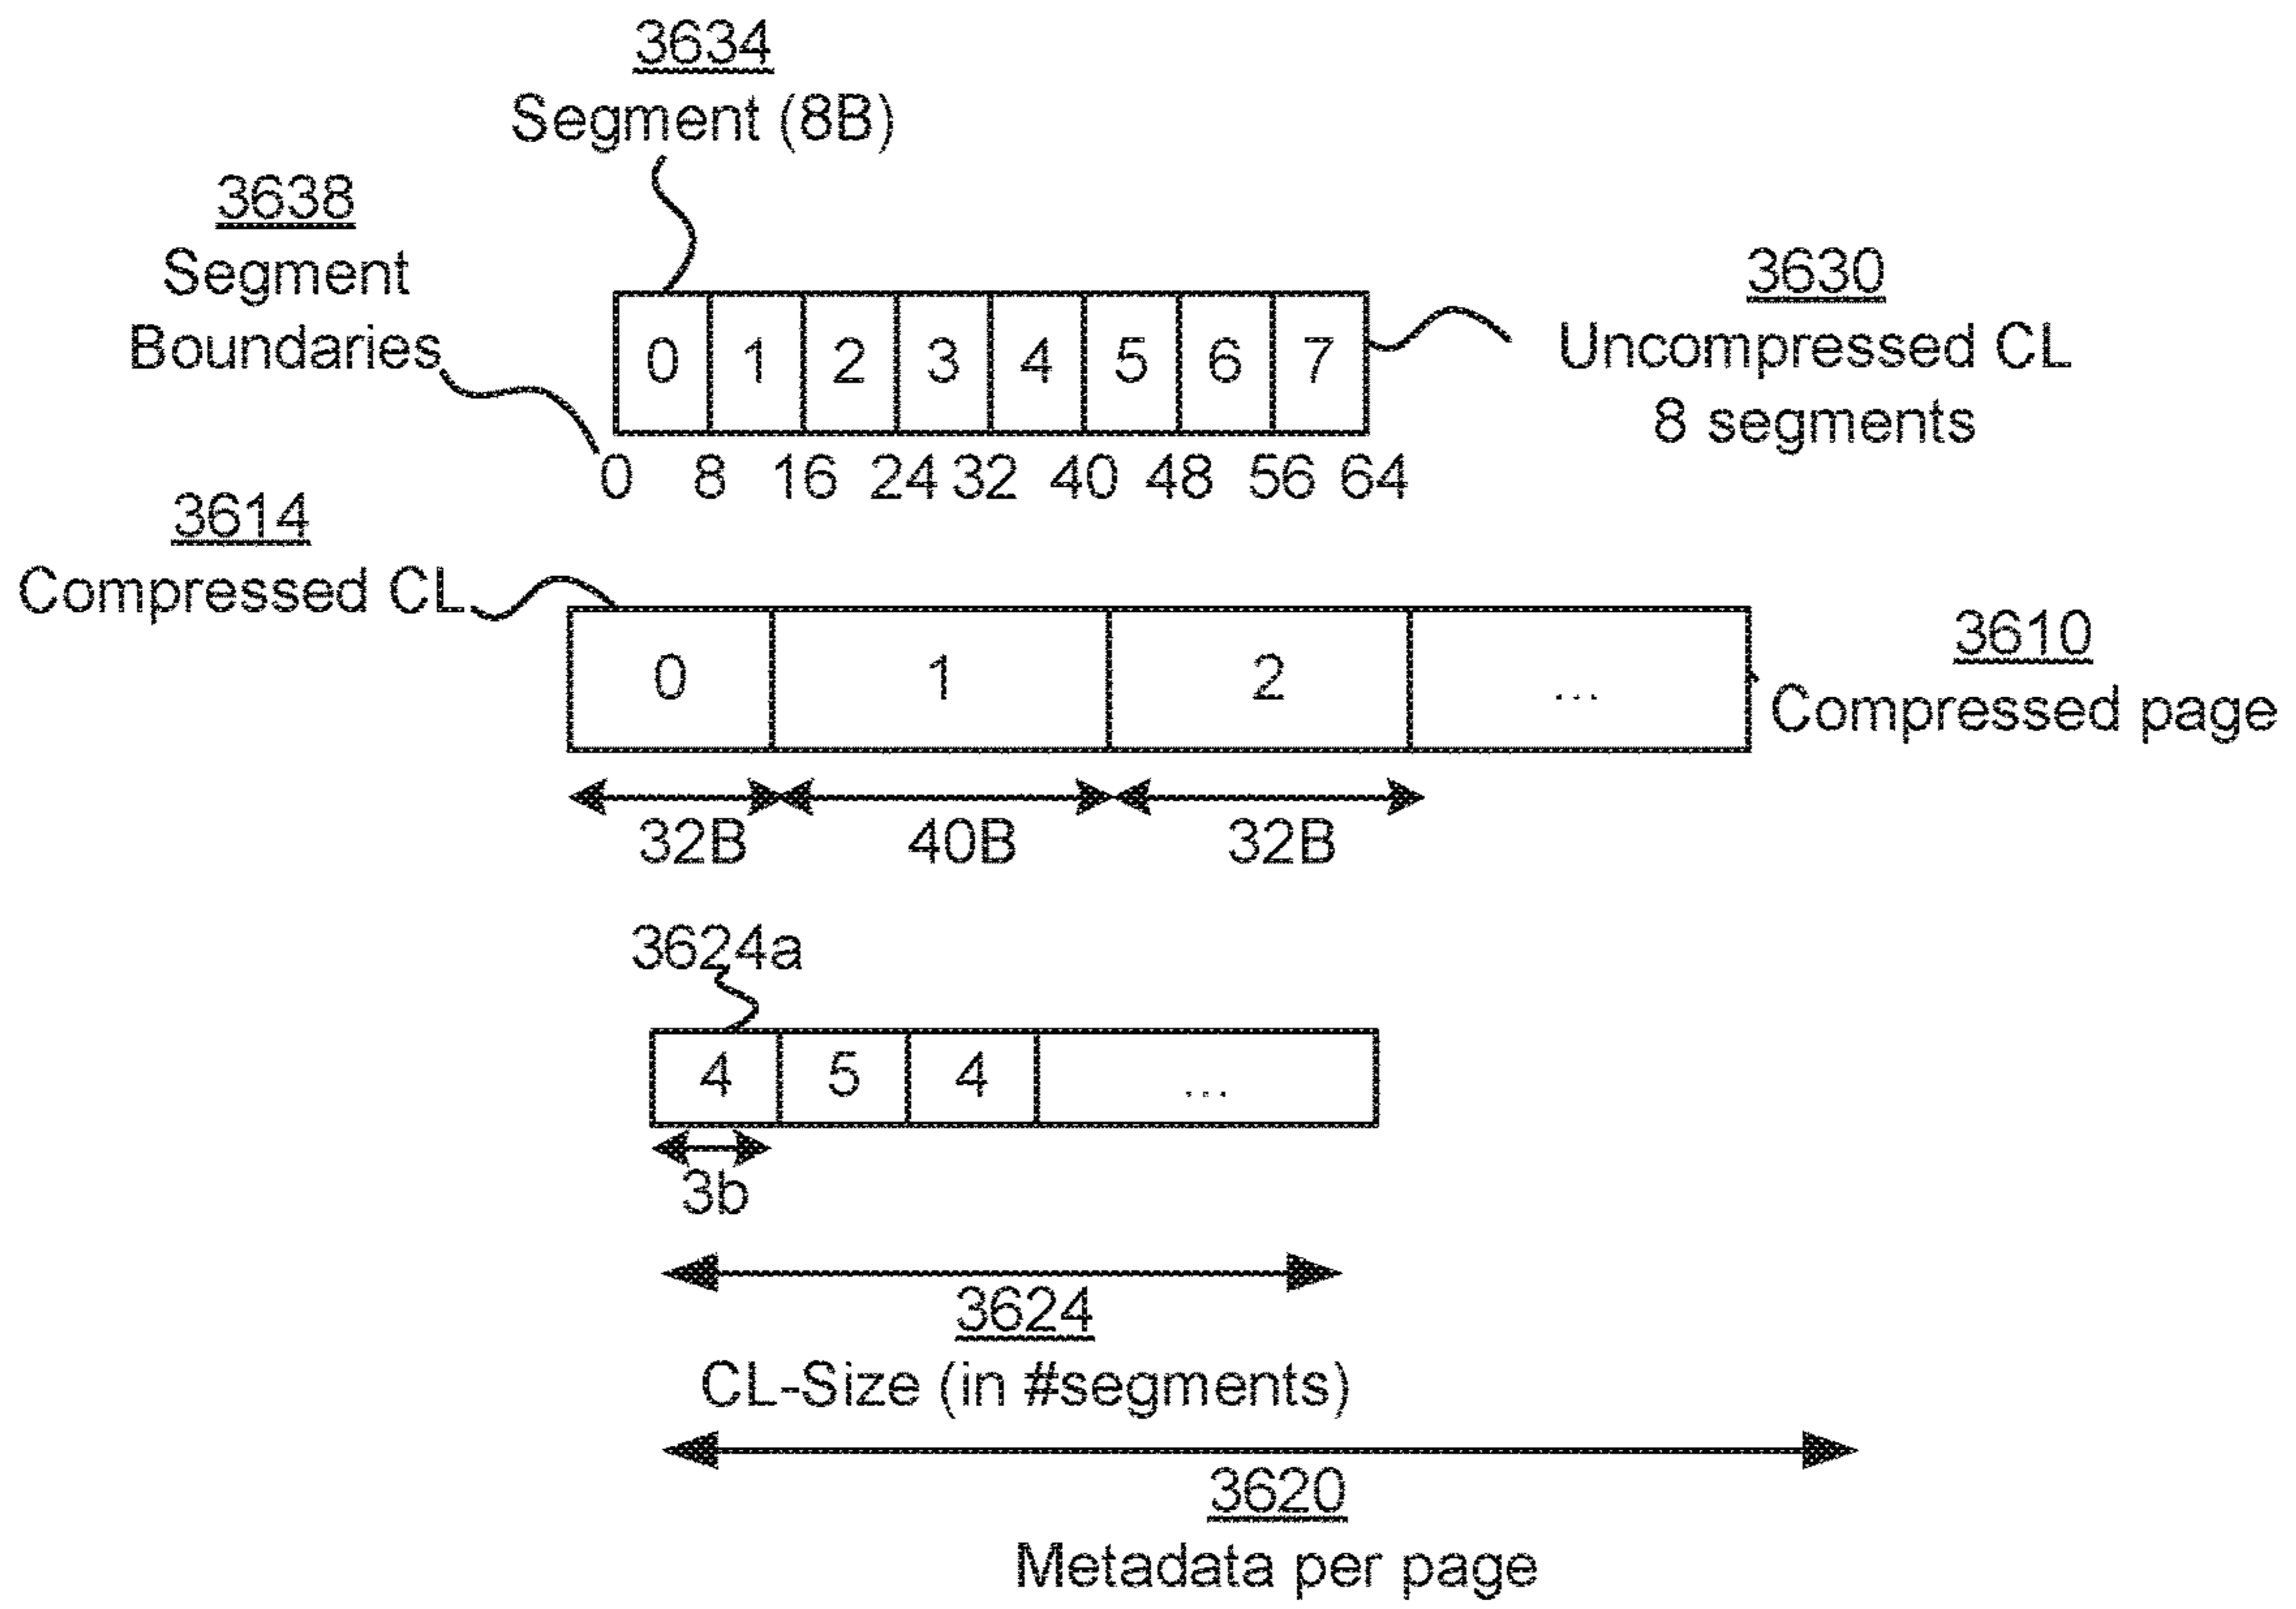 3634
Segment (8B)
3638
Segment
Boundaries
3630
Uncompressed CL
8 segments
0 1 2 3 4 5 6 7
0 8 16 24 32 40 48 56 64
3614
Compressed CL
0 1 2 ...
3610
Compressed page
32B 40B 32B
3624a
4 5 4 ...
3b
3624
CL-Size (in #segments)
3620
Metadata per page